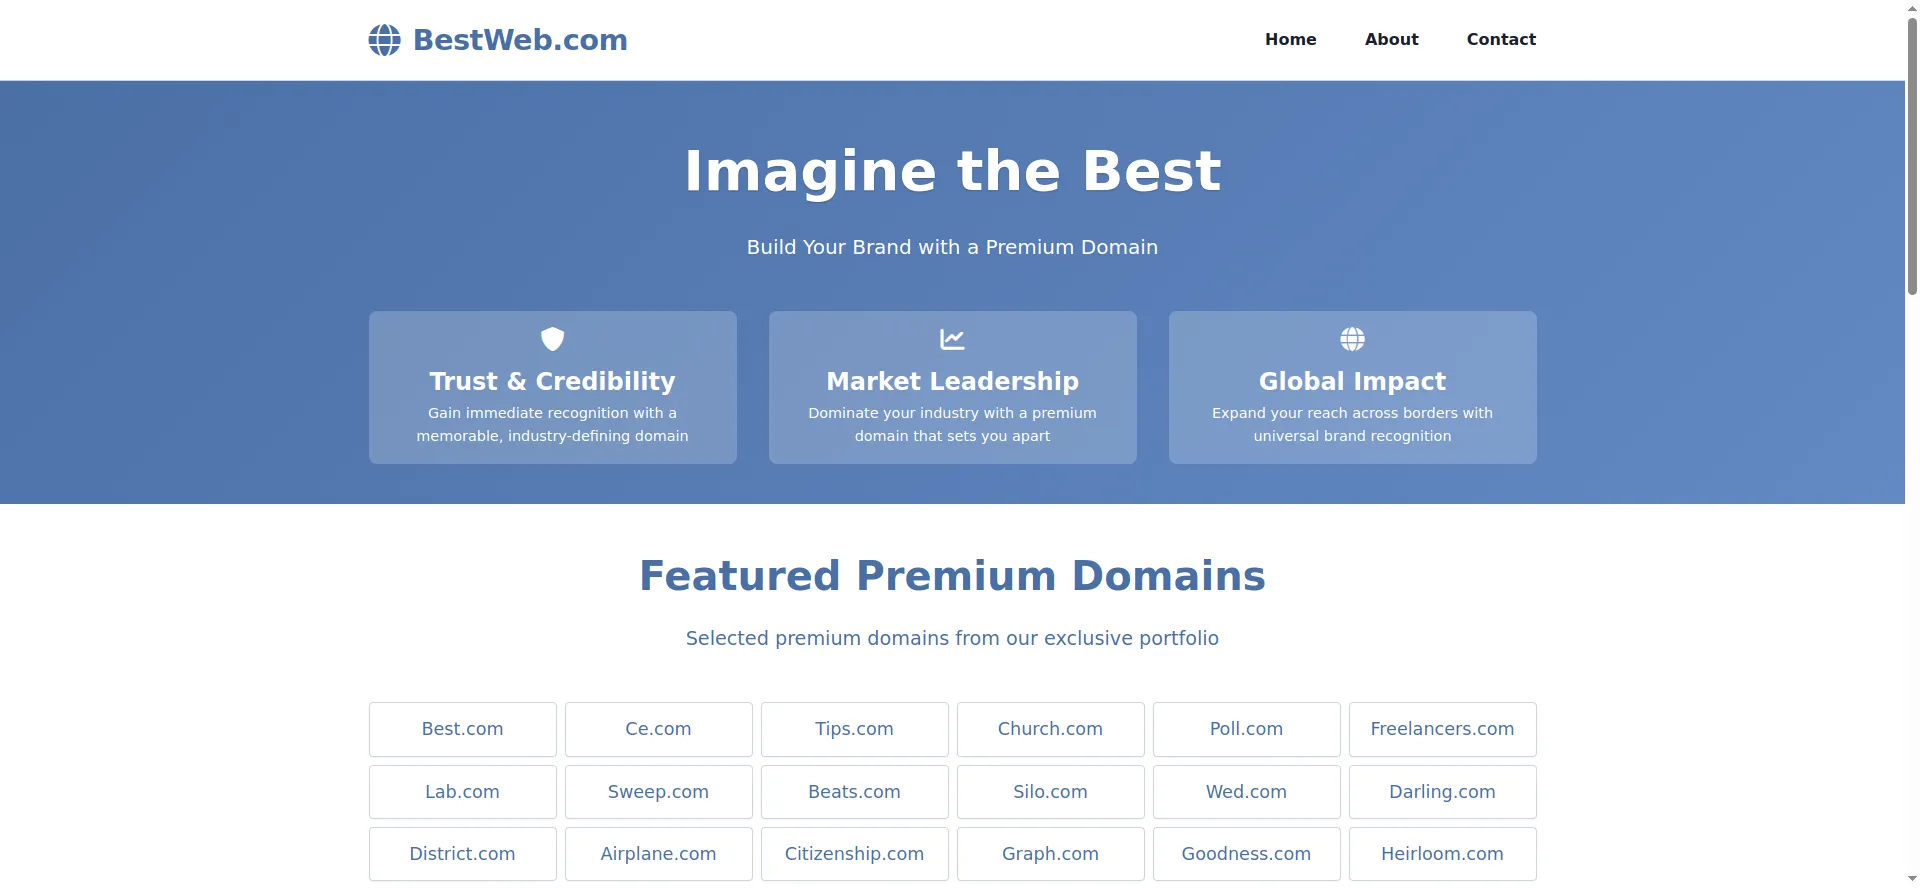 BestWeb.com
Home
About
Contact
Imagine the Best
Build Your Brand with a Premium Domain
Trust & Credibility
Gain immediate recognition with a
memorable, industry-defining domain
Market Leadership
Dominate your industry with a premium
domain that sets you apart
Global Impact
Expand your reach across borders with
universal brand recognition
Featured Premium Domains
Selected premium domains from our exclusive portfolio
Best.com
Ce.com
Tips.com
Church.com
Poll.com
Freelancers.com
Lab.com
Sweep.com
Beats.com
Silo.com
Wed.com
Darling.com
District.com
Airplane.com
Citizenship.com
Graph.com
Goodness.com
Heirloom.com